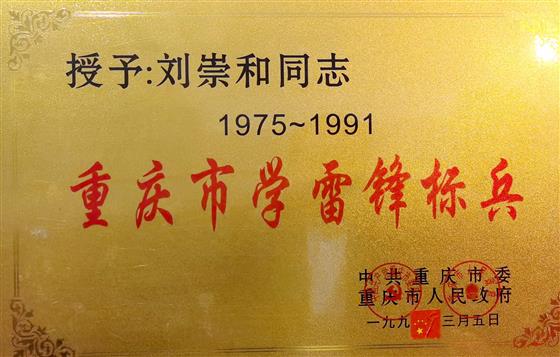 授予:刘崇和同志
1975~1991
重庆市学雷锋标兵
中共重庆市委
重庆市人民政府
一九九 三月五日